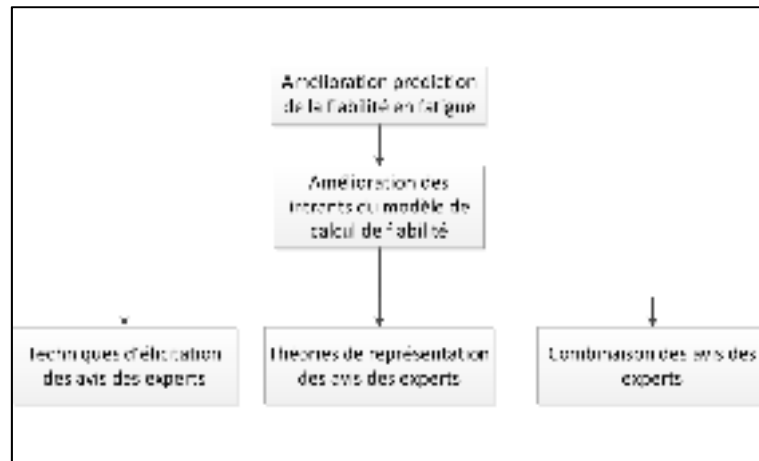 Amélioration prédiction
de la fiabilité en fatigue
Amélioration des
intrants du modèle de
calcul de fiabilité
Techniques d'élicitation
des avis des experts
Théories de représentation
des avis des experts
Combinaison des avis des
experts